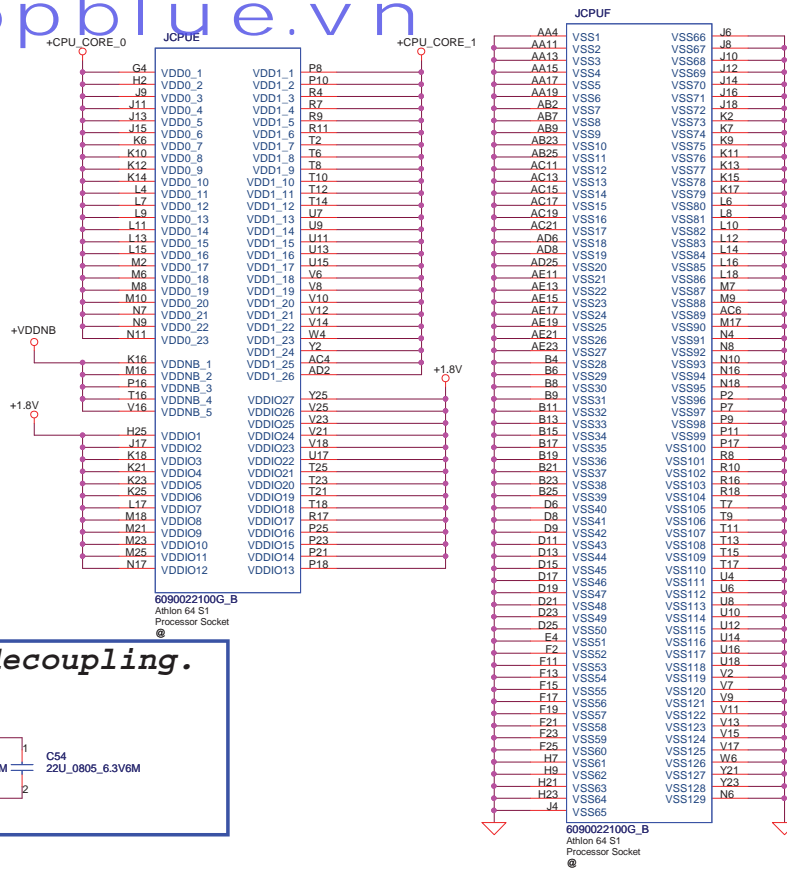 opblue.vn
+CPU_CORE_0 JCPUE +CPU_CORE_1
G4 VDD0_1 VDD1_1 P8
H2 VDD0_2 VDD1_2 P10
J9 VDD0_3 VDD1_3 R4
J11 VDD0_4 VDD1_4 R7
J13 VDD0_5 VDD1_5 R9
J15 VDD0_6 VDD1_6 R11
K6 VDD0_7 VDD1_7 T2
K10 VDD0_8 VDD1_8 T6
K12 VDD0_9 VDD1_9 T8
K14 VDD0_10 VDD1_10 T10
L4 VDD0_11 VDD1_11 T12
L7 VDD0_12 VDD1_12 T14
L9 VDD0_13 VDD1_13 U7
L11 VDD0_14 VDD1_14 U9
L13 VDD0_15 VDD1_15 U11
L15 VDD0_16 VDD1_16 U13
M2 VDD0_17 VDD1_17 U15
M6 VDD0_18 VDD1_18 V6
M8 VDD0_19 VDD1_19 V8
M10 VDD0_20 VDD1_20 V10
N7 VDD0_21 VDD1_21 V12
N9 VDD0_22 VDD1_22 V14
N11 VDD0_23 VDD1_23 W4
VDD1_24 Y2
+VDDNB
K16 VDDNB_1 VDD1_25 AC4
M16 VDDNB_2 VDD1_26 AD2
P16 VDDNB_3
T16 VDDNB_4
V16 VDDNB_5
+1.8V
VDDIO27 Y25
VDDIO26 V25
VDDIO25 V23
+1.8V
H25 VDDIO1 VDDIO24 V21
J17 VDDIO2 VDDIO23 V18
K18 VDDIO3 VDDIO22 U17
K21 VDDIO4 VDDIO21 T25
K23 VDDIO5 VDDIO20 T23
K25 VDDIO6 VDDIO19 T21
L17 VDDIO7 VDDIO18 T18
M18 VDDIO8 VDDIO17 R17
M21 VDDIO9 VDDIO16 P25
M23 VDDIO10 VDDIO15 P23
M25 VDDIO11 VDDIO14 P21
N17 VDDIO12 VDDIO13 P18
6090022100G_B
Athlon 64 S1
Processor Socket
@
decoupling.
M
1
C54
22U_0805_6.3V6M
2
JCPUF
AA4 VSS1 VSS66 J6
AA11 VSS2 VSS67 J8
AA13 VSS3 VSS68 J10
AA15 VSS4 VSS69 J12
AA17 VSS5 VSS70 J14
AA19 VSS6 VSS71 J16
AB2 VSS7 VSS72 J18
AB7 VSS8 VSS73 K2
AB9 VSS9 VSS74 K7
AB23 VSS10 VSS75 K9
AB25 VSS11 VSS76 K11
AC11 VSS12 VSS77 K13
AC13 VSS13 VSS78 K15
AC15 VSS14 VSS79 K17
AC17 VSS15 VSS80 L6
AC19 VSS16 VSS81 L8
AC21 VSS17 VSS82 L10
AD6 VSS18 VSS83 L12
AD8 VSS19 VSS84 L14
AD25 VSS20 VSS85 L16
AE11 VSS21 VSS86 L18
AE13 VSS22 VSS87 M7
AE15 VSS23 VSS88 M9
AE17 VSS24 VSS89 AC6
AE19 VSS25 VSS90 M17
AE21 VSS26 VSS91 N4
AE23 VSS27 VSS92 N8
B4 VSS28 VSS93 N10
B6 VSS29 VSS94 N16
B8 VSS30 VSS95 N18
B9 VSS31 VSS96 P2
B11 VSS32 VSS97 P7
B13 VSS33 VSS98 P9
B15 VSS34 VSS99 P11
B17 VSS35 VSS100 P17
B19 VSS36 VSS101 R8
B21 VSS37 VSS102 R10
B23 VSS38 VSS103 R16
B25 VSS39 VSS104 R18
D6 VSS40 VSS105 T7
D8 VSS41 VSS106 T9
D9 VSS42 VSS107 T11
D11 VSS43 VSS108 T13
D13 VSS44 VSS109 T15
D15 VSS45 VSS110 T17
D17 VSS46 VSS111 U4
D19 VSS47 VSS112 U6
D21 VSS48 VSS113 U8
D23 VSS49 VSS114 U10
D25 VSS50 VSS115 U12
E4 VSS51 VSS116 U14
F2 VSS52 VSS117 U16
F11 VSS53 VSS118 U18
F13 VSS54 VSS119 V2
F15 VSS55 VSS120 V7
F17 VSS56 VSS121 V9
F19 VSS57 VSS122 V11
F21 VSS58 VSS123 V13
F23 VSS59 VSS124 V15
F25 VSS60 VSS125 V17
H7 VSS61 VSS126 W6
H9 VSS62 VSS127 Y21
H21 VSS63 VSS128 Y23
H23 VSS64 VSS129 N6
J4 VSS65
6090022100G_B
Athlon 64 S1
Processor Socket
@